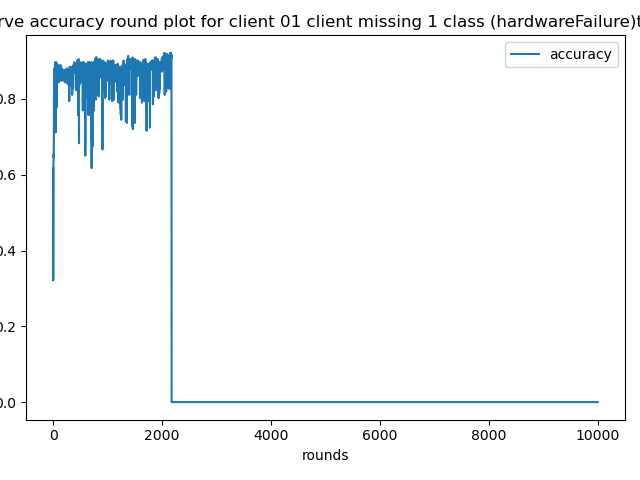 rve accuracy round plot for client 01 client missing 1 class (hardwareFailure)t
accuracy
0.8
0.6
0.4
0.2
0.0
0 2000 4000 6000 8000 10000
rounds